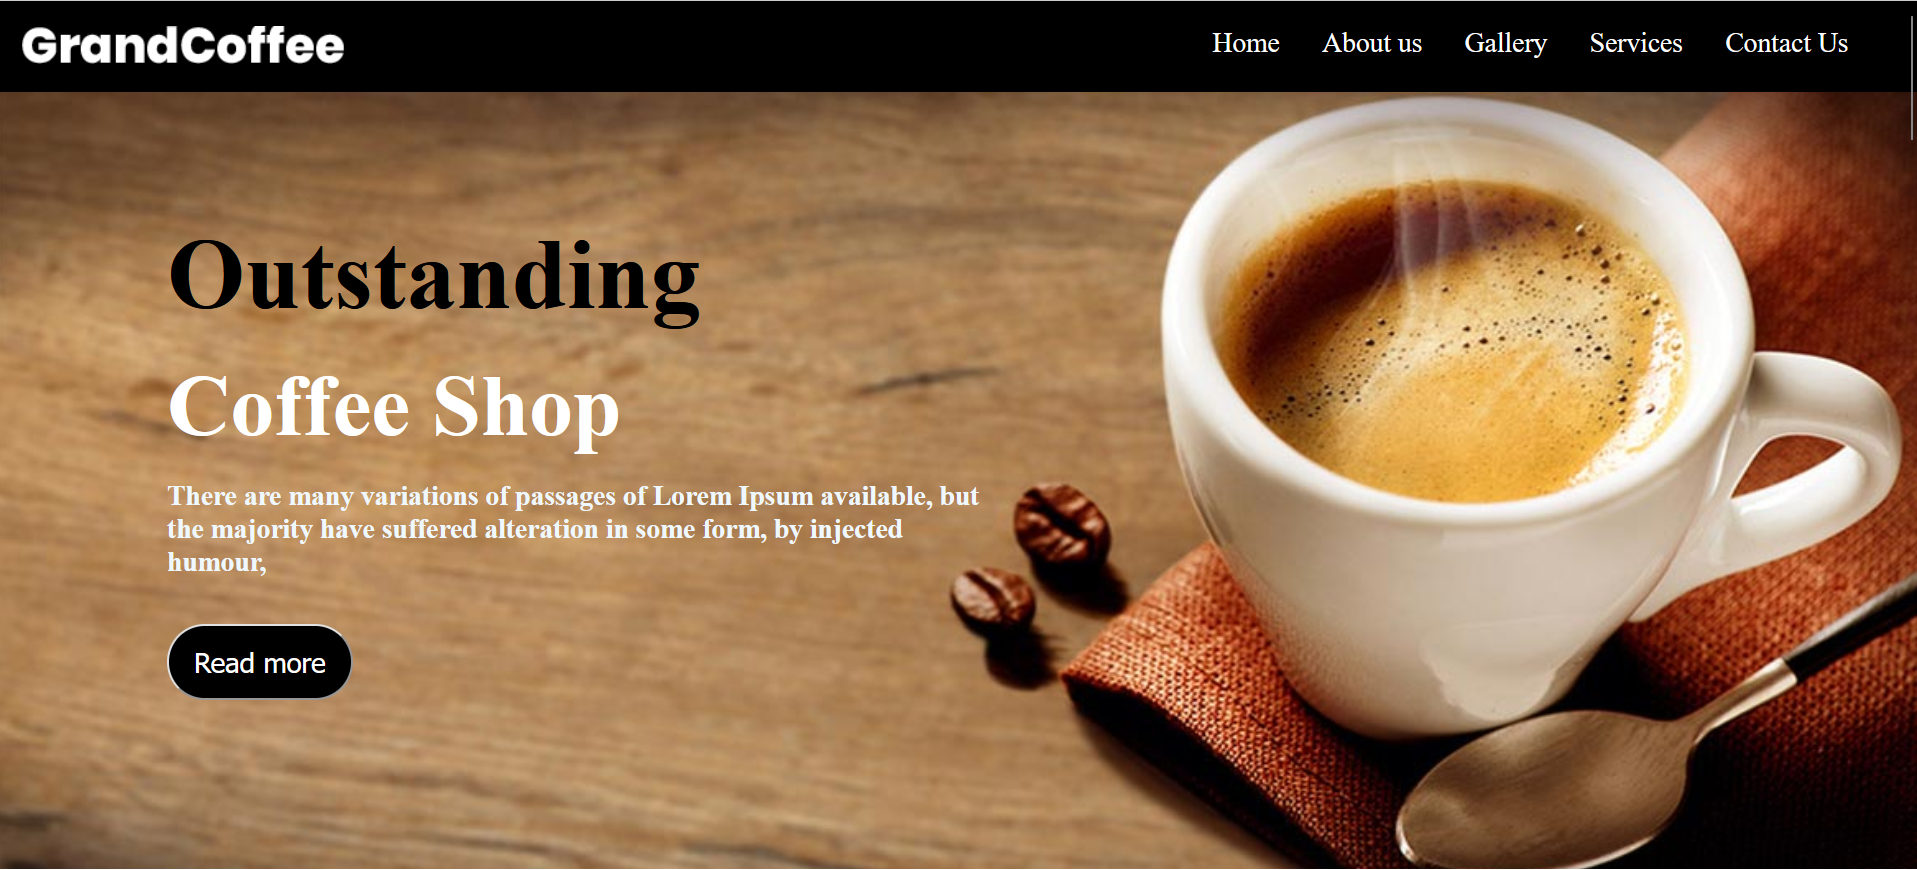 GrandCoffee
Home About us Gallery Services Contact Us
Outstanding
Coffee Shop
There are many variations of passages of Lorem Ipsum available, but
the majority have suffered alteration in some form, by injected
humour,
Read more